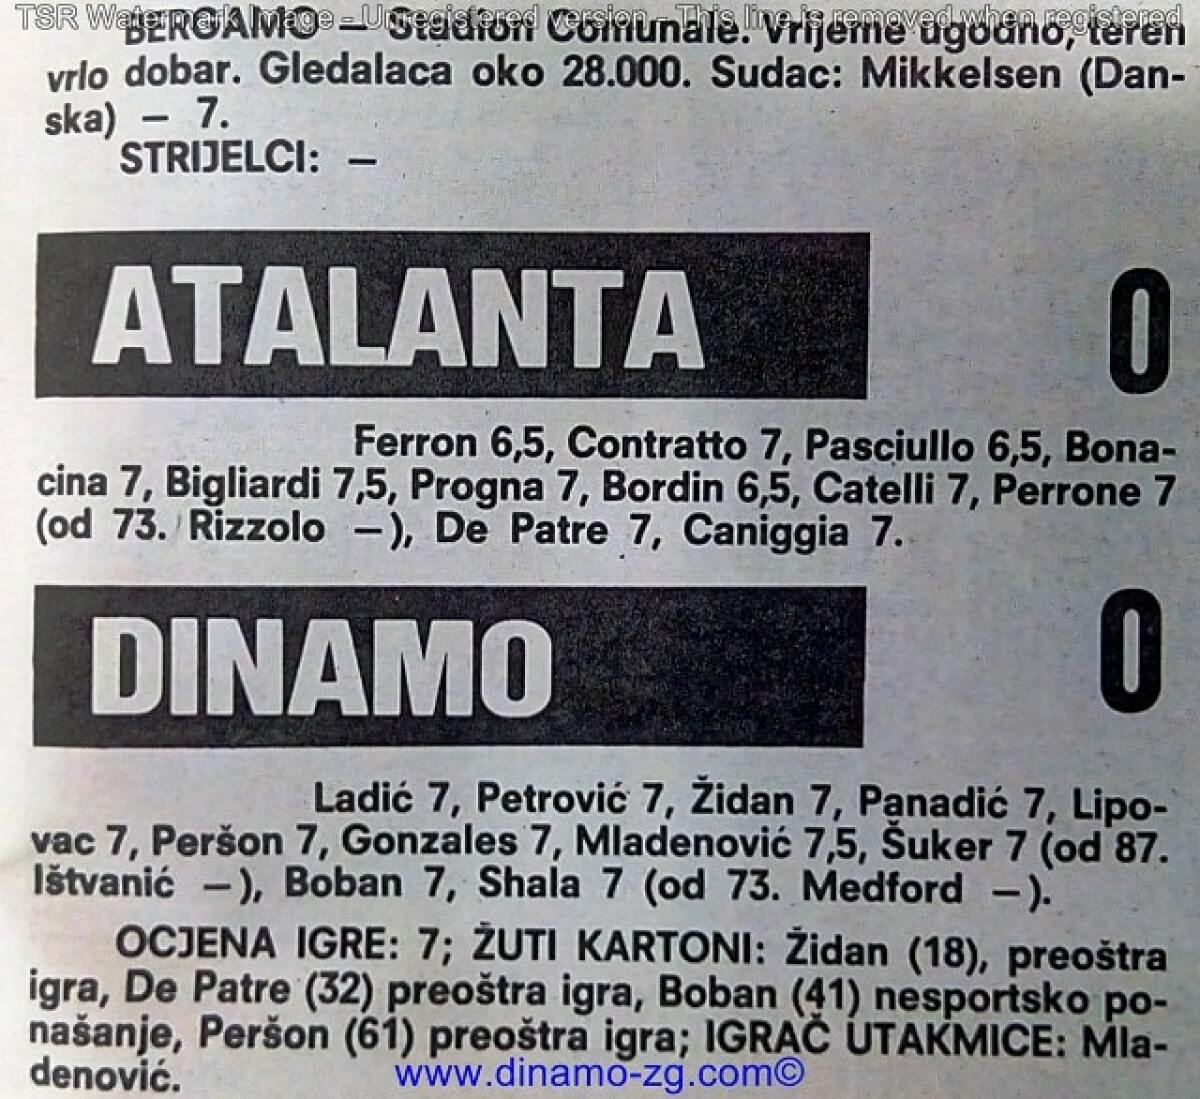 TSR Watermark Image - Unregistered version - This line is removed when registered
BERGAMO — Stadion Comunale. Vrijeme ugodno, teren
vrlo dobar. Gledalaca oko 28.000. Sudac: Mikkelsen (Dan-
ska) — 7.
STRIJELCI: —
ATALANTA 0
Ferron 6,5, Contratto 7, Pasciullo 6,5, Bona-
cina 7, Bigliardi 7,5, Progna 7, Bordin 6,5, Catelli 7, Perrone 7
(od 73. Rizzolo —), De Patre 7, Caniggia 7.
DINAMO 0
Ladić 7, Petrović 7, Židan 7, Panadić 7, Lipo-
vac 7, Peršon 7, Gonzales 7, Mladenović 7,5, Šuker 7 (od 87.
Ištvanić —), Boban 7, Shala 7 (od 73. Medford —).
OCJENA IGRE: 7; ŽUTI KARTONI: Židan (18), preoštra
igra, De Patre (32) preoštra igra, Boban (41) nesportsko po-
našanje, Peršon (61) preoštra igra; IGRAČ UTAKMICE: Mla-
denović.
www.dinamo-zg.com©